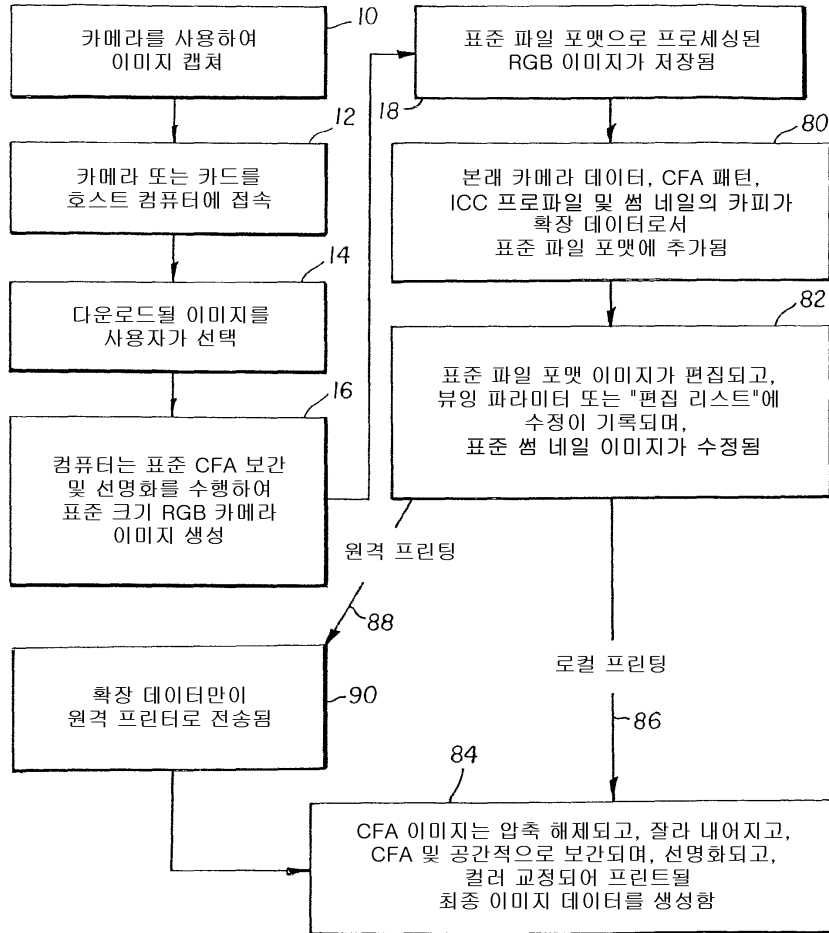 카메라를 사용하여
이미지 캡쳐
10
카메라 또는 카드를
호스트 컴퓨터에 접속
12
다운로드될 이미지를
사용자가 선택
14
컴퓨터는 표준 CFA 보간
및 선명화를 수행하여
표준 크기 RGB 카메라
이미지 생성
16
표준 파일 포맷으로 프로세싱된
RGB 이미지가 저장됨
18
본래 카메라 데이터, CFA 패턴,
ICC 프로파일 및 썸 네일의 카피가
확장 데이터로서
표준 파일 포맷에 추가됨
80
표준 파일 포맷 이미지가 편집되고,
뷰잉 파라미터 또는 "편집 리스트"에
수정이 기록되며,
표준 썸 네일 이미지가 수정됨
82
원격 프린팅
88
확장 데이터만이
원격 프린터로 전송됨
90
로컬 프린팅
86
84
CFA 이미지는 압축 해제되고, 잘라 내어지고,
CFA 및 공간적으로 보간되며, 선명화되고,
컬러 교정되어 프린트될
최종 이미지 데이터를 생성함